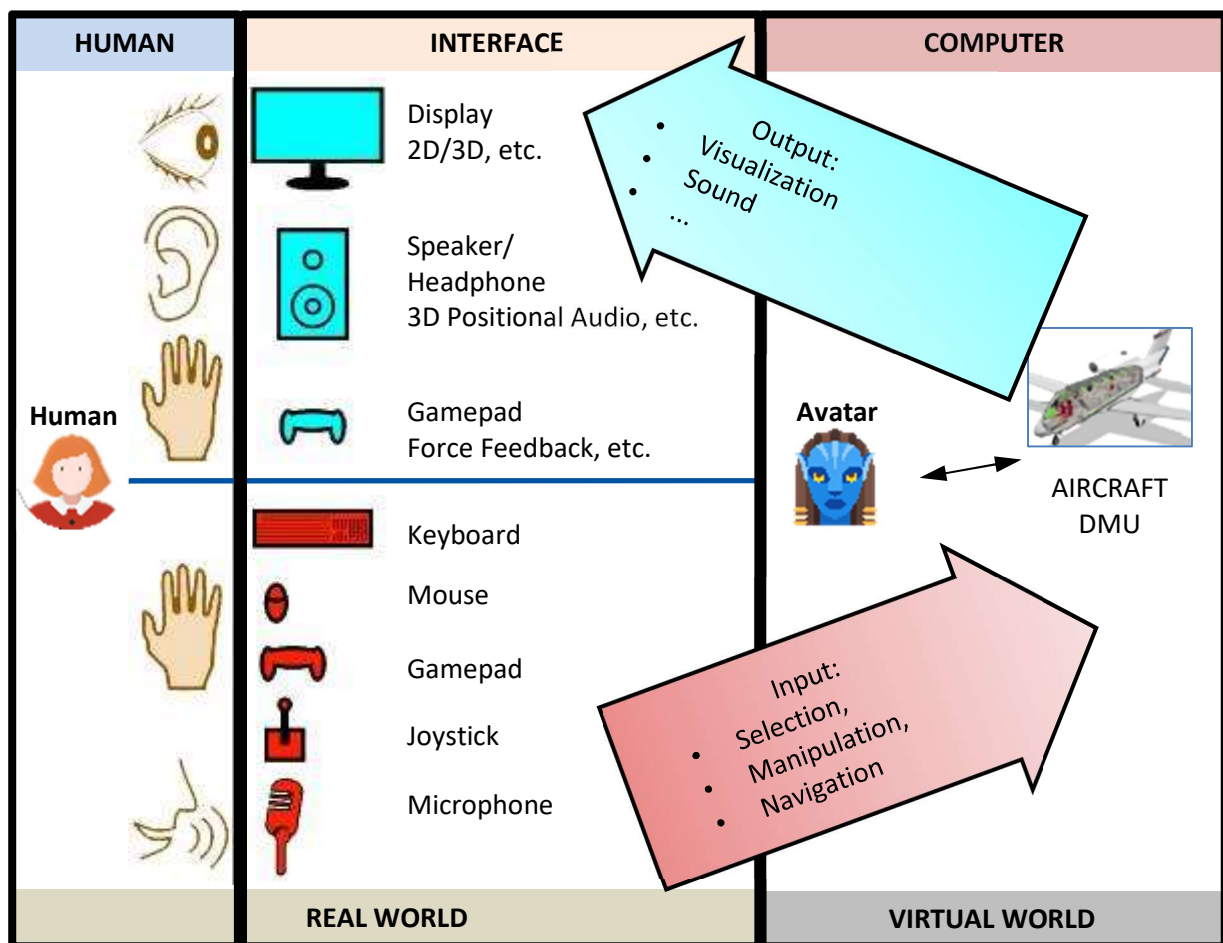 HUMAN
INTERFACE
COMPUTER
Display
2D/3D, etc.
Output:
• Visualization
• Sound
• ...
Speaker/
Headphone
3D Positional Audio, etc.
Human
Gamepad
Force Feedback, etc.
Avatar
AIRCRAFT
DMU
Keyboard
Mouse
Gamepad
Joystick
Microphone
Input:
• Selection,
• Manipulation,
• Navigation
REAL WORLD
VIRTUAL WORLD